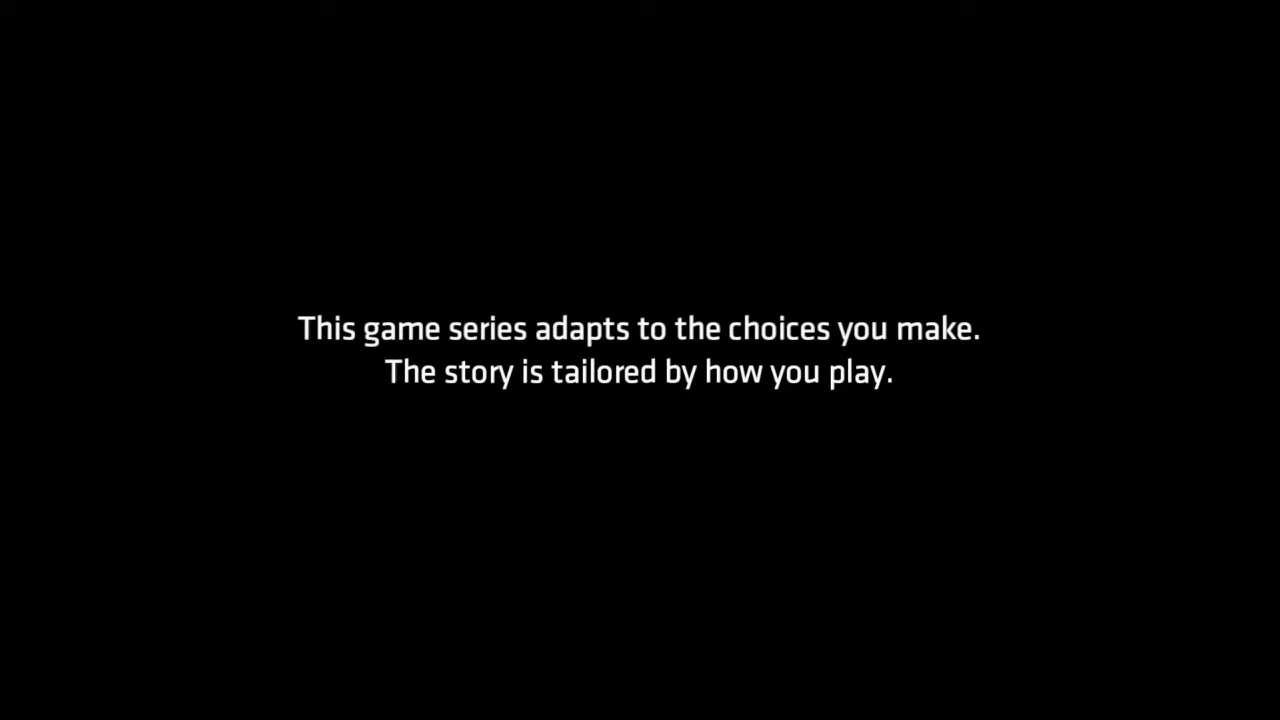 This game series adapts to the choices you make.
The story is tailored by how you play.